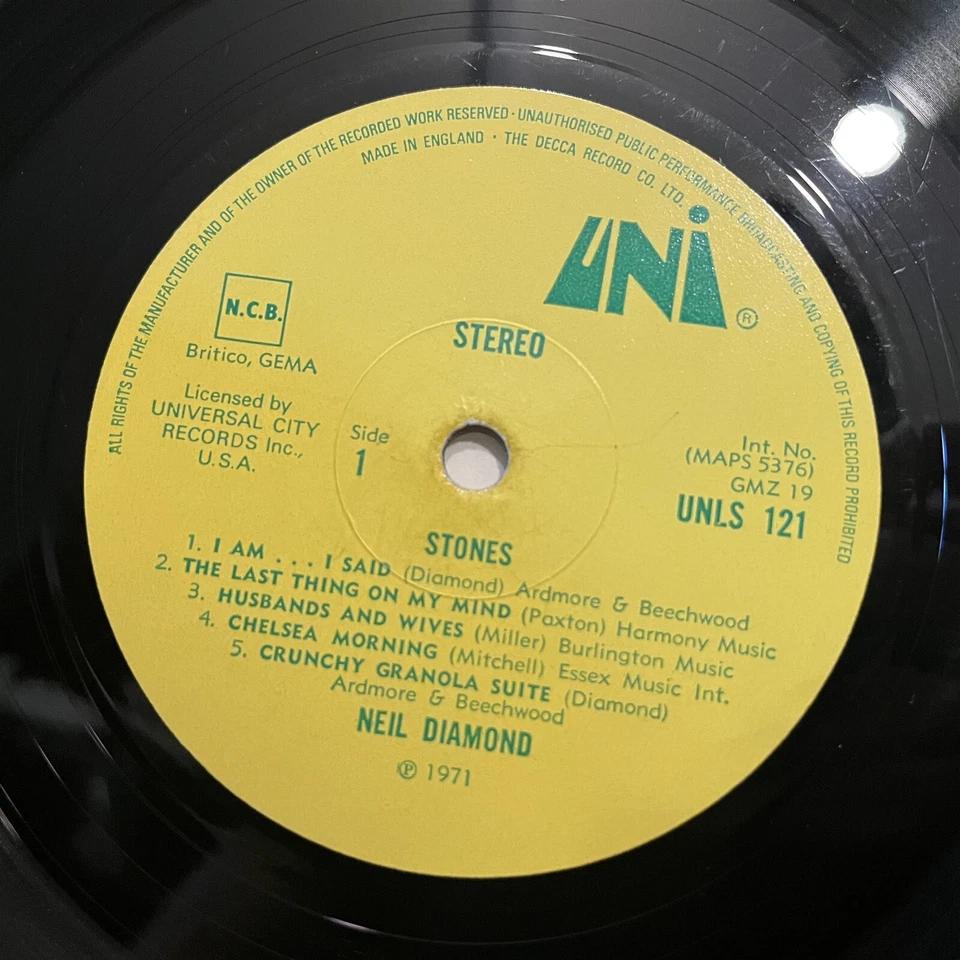 ALL RIGHTS OF THE MANUFACTURER AND OF THE OWNER OF THE RECORDED WORK RESERVED · UNAUTHORISED PUBLIC PERFORMANCE BROADCASTING AND COPYING OF THIS RECORD PROHIBITED
MADE IN ENGLAND · THE DECCA RECORD CO. LTD.
UNi ®
N.C.B.
Britico, GEMA
STEREO
Licensed by
UNIVERSAL CITY
RECORDS Inc.,
U.S.A.
Side
1
Int. No.
(MAPS 5376)
GMZ 19
UNLS 121
STONES
1. I AM . . . I SAID (Diamond) Ardmore & Beechwood
2. THE LAST THING ON MY MIND (Paxton) Harmony Music
3. HUSBANDS AND WIVES (Miller) Burlington Music
4. CHELSEA MORNING (Mitchell) Essex Music Int.
5. CRUNCHY GRANOLA SUITE (Diamond)
Ardmore & Beechwood
NEIL DIAMOND
℗ 1971